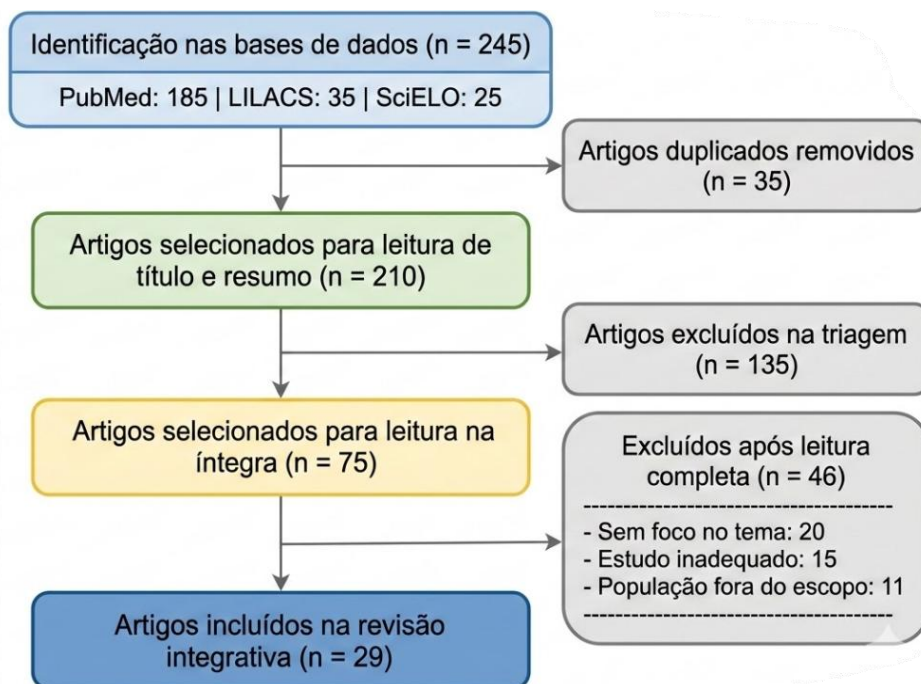 Identificação nas bases de dados (n = 245)
PubMed: 185 | LILACS: 35 | SciELO: 25
Artigos duplicados removidos
(n = 35)
Artigos selecionados para leitura de
título e resumo (n = 210)
Artigos excluídos na triagem
(n = 135)
Artigos selecionados para leitura na
íntegra (n = 75)
Excluídos após leitura
completa (n = 46)
- Sem foco no tema: 20
- Estudo inadequado: 15
- População fora do escopo: 11
Artigos incluídos na revisão
integrativa (n = 29)